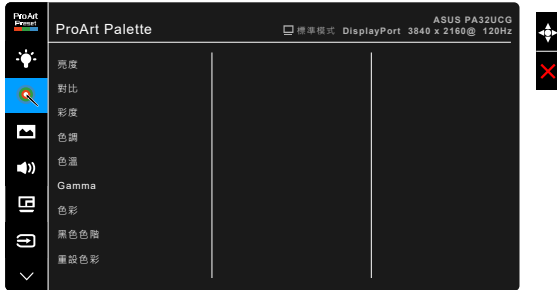 ProArt
Preset
ProArt Palette
ASUS PA32UCG
標準模式 DisplayPort 3840 x 2160@ 120Hz
亮度
對比
彩度
色調
色溫
Gamma
色彩
黑色色階
重設色彩